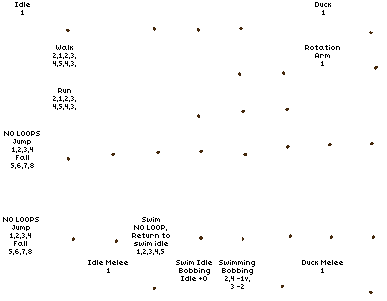 Idle
1
Duck
1
Walk
2,1,2,3,
4,5,4,3,
Rotation
Arm
1
Run
2,1,2,3,
4,5,4,3,
NO LOOPS
Jump
1,2,3,4
Fall
5,6,7,8
NO LOOPS
Jump
1,2,3,4
Fall
5,6,7,8
Swim
NO LOOP,
Return to
swim idle
1,2,3,4,5
Idle Melee
1
Swim Idle
Bobbing
Idle +0
Swimming
Bobbing
2,4 -1v,
3 -2
Duck Melee
1